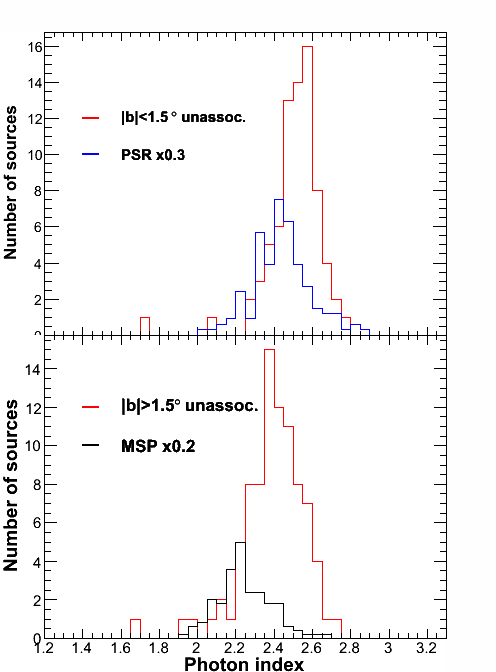 16
14
12
10
8
6
4
2
0
Number of sources
|b|<1.5° unassoc.
PSR x0.3
14
12
10
8
6
4
2
0
Number of sources
|b|>1.5° unassoc.
MSP x0.2
1.2 1.4 1.6 1.8 2 2.2 2.4 2.6 2.8 3 3.2
Photon index